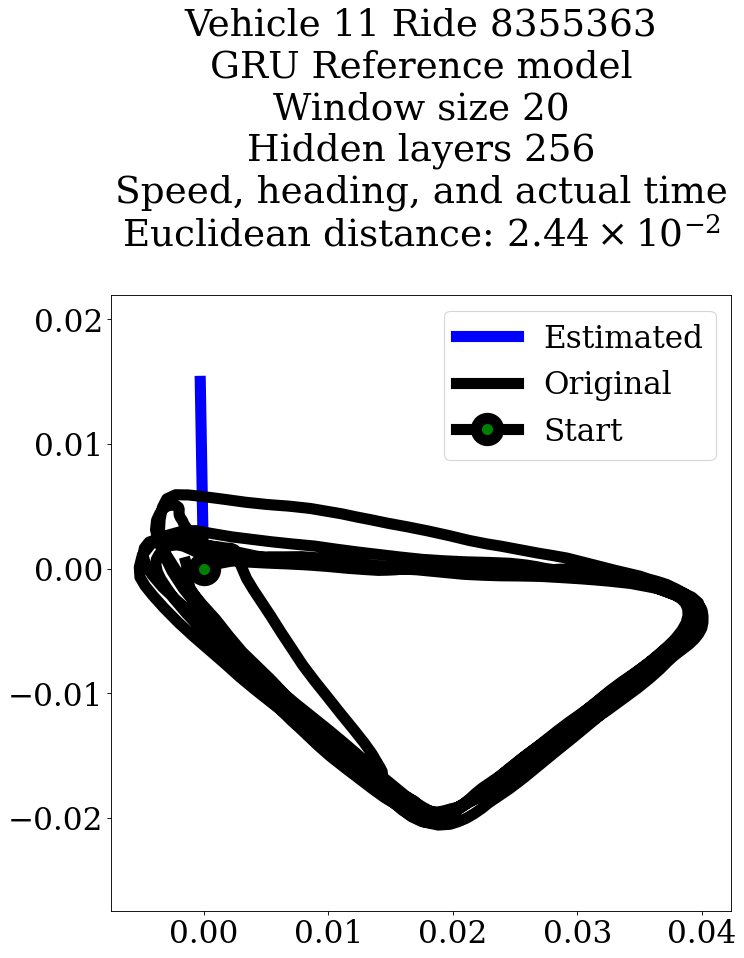 Vehicle 11 Ride 8355363
GRU Reference model
Window size 20
Hidden layers 256
Speed, heading, and actual time
Euclidean distance: 2.44 × 10⁻²
Estimated
Original
Start
0.02
0.01
0.00
−0.01
−0.02
0.00 0.01 0.02 0.03 0.04